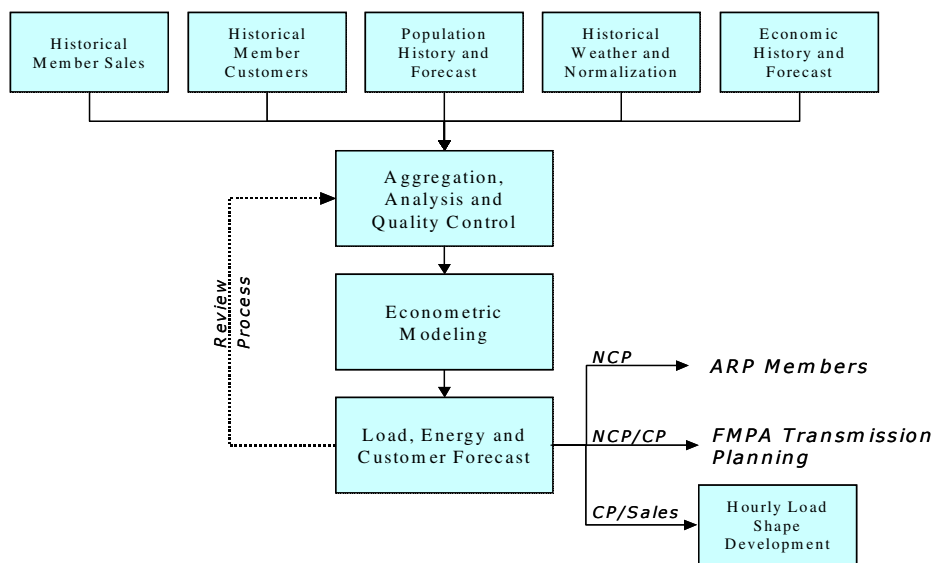 Historical
Member Sales
Historical
Member
Customers
Population
History and
Forecast
Historical
Weather and
Normalization
Economic
History and
Forecast
Aggregation,
Analysis and
Quality Control
Review
Process
Econometric
Modeling
Load, Energy and
Customer Forecast
NCP
ARP Members
NCP/CP
FMPA Transmission
Planning
CP/Sales
Hourly Load
Shape
Development